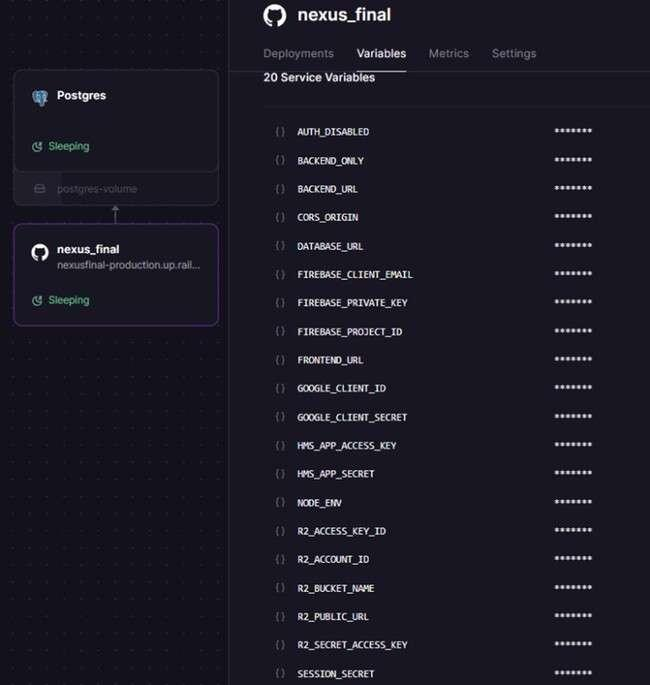 nexus_final
Deployments Variables Metrics Settings
20 Service Variables
Postgres
Sleeping
postgres-volume
nexus_final
nexusfinal-production.up.rail...
Sleeping
{} AUTH_DISABLED *******
{} BACKEND_ONLY *******
{} BACKEND_URL *******
{} CORS_ORIGIN *******
{} DATABASE_URL *******
{} FIREBASE_CLIENT_EMAIL *******
{} FIREBASE_PRIVATE_KEY *******
{} FIREBASE_PROJECT_ID *******
{} FRONTEND_URL *******
{} GOOGLE_CLIENT_ID *******
{} GOOGLE_CLIENT_SECRET *******
{} HMS_APP_ACCESS_KEY *******
{} HMS_APP_SECRET *******
{} NODE_ENV *******
{} R2_ACCESS_KEY_ID *******
{} R2_ACCOUNT_ID *******
{} R2_BUCKET_NAME *******
{} R2_PUBLIC_URL *******
{} R2_SECRET_ACCESS_KEY *******
{} SESSION_SECRET *******